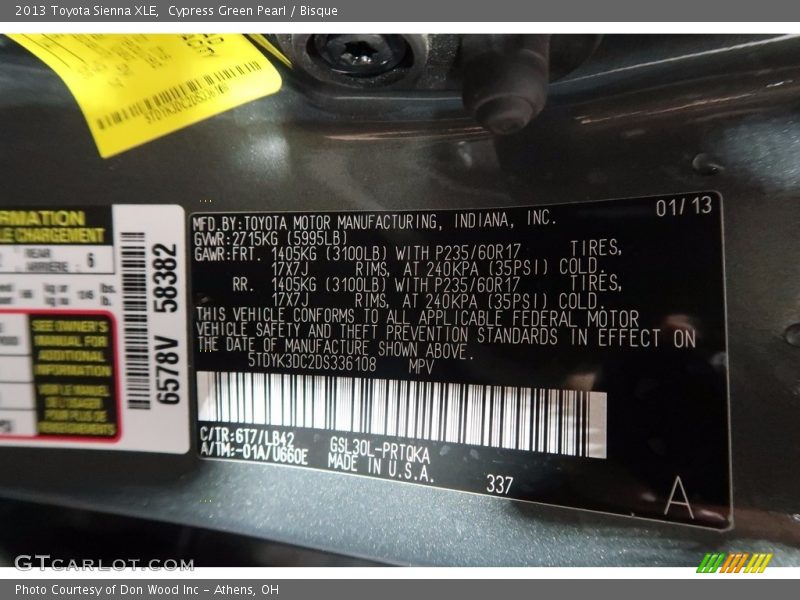 2013 Toyota Sienna XLE, Cypress Green Pearl / Bisque
5TDYK3DC2DS336108
RMATION
LE CHARGEMENT
REAR
ARRIERE
6
lbs.
lb.
SEE OWNER'S
MANUAL FOR
ADDITIONAL
INFORMATION
6578V 58382
01/13
MFD.BY:TOYOTA MOTOR MANUFACTURING, INDIANA, INC.
GVWR:2715KG (5995LB)
GAWR:FRT. 1405KG (3100LB) WITH P235/60R17 TIRES,
17X7J RIMS, AT 240KPA (35PSI) COLD.
RR. 1405KG (3100LB) WITH P235/60R17 TIRES,
17X7J RIMS, AT 240KPA (35PSI) COLD.
THIS VEHICLE CONFORMS TO ALL APPLICABLE FEDERAL MOTOR
VEHICLE SAFETY AND THEFT PREVENTION STANDARDS IN EFFECT ON
THE DATE OF MANUFACTURE SHOWN ABOVE.
5TDYK3DC2DS336108 MPV
C/TR:6T7/LB42 GSL30L-PRTQKA
A/TM:-01A/U660E MADE IN U.S.A.
337
A
GTCarlot.com
Photo Courtesy of Don Wood Inc - Athens, OH